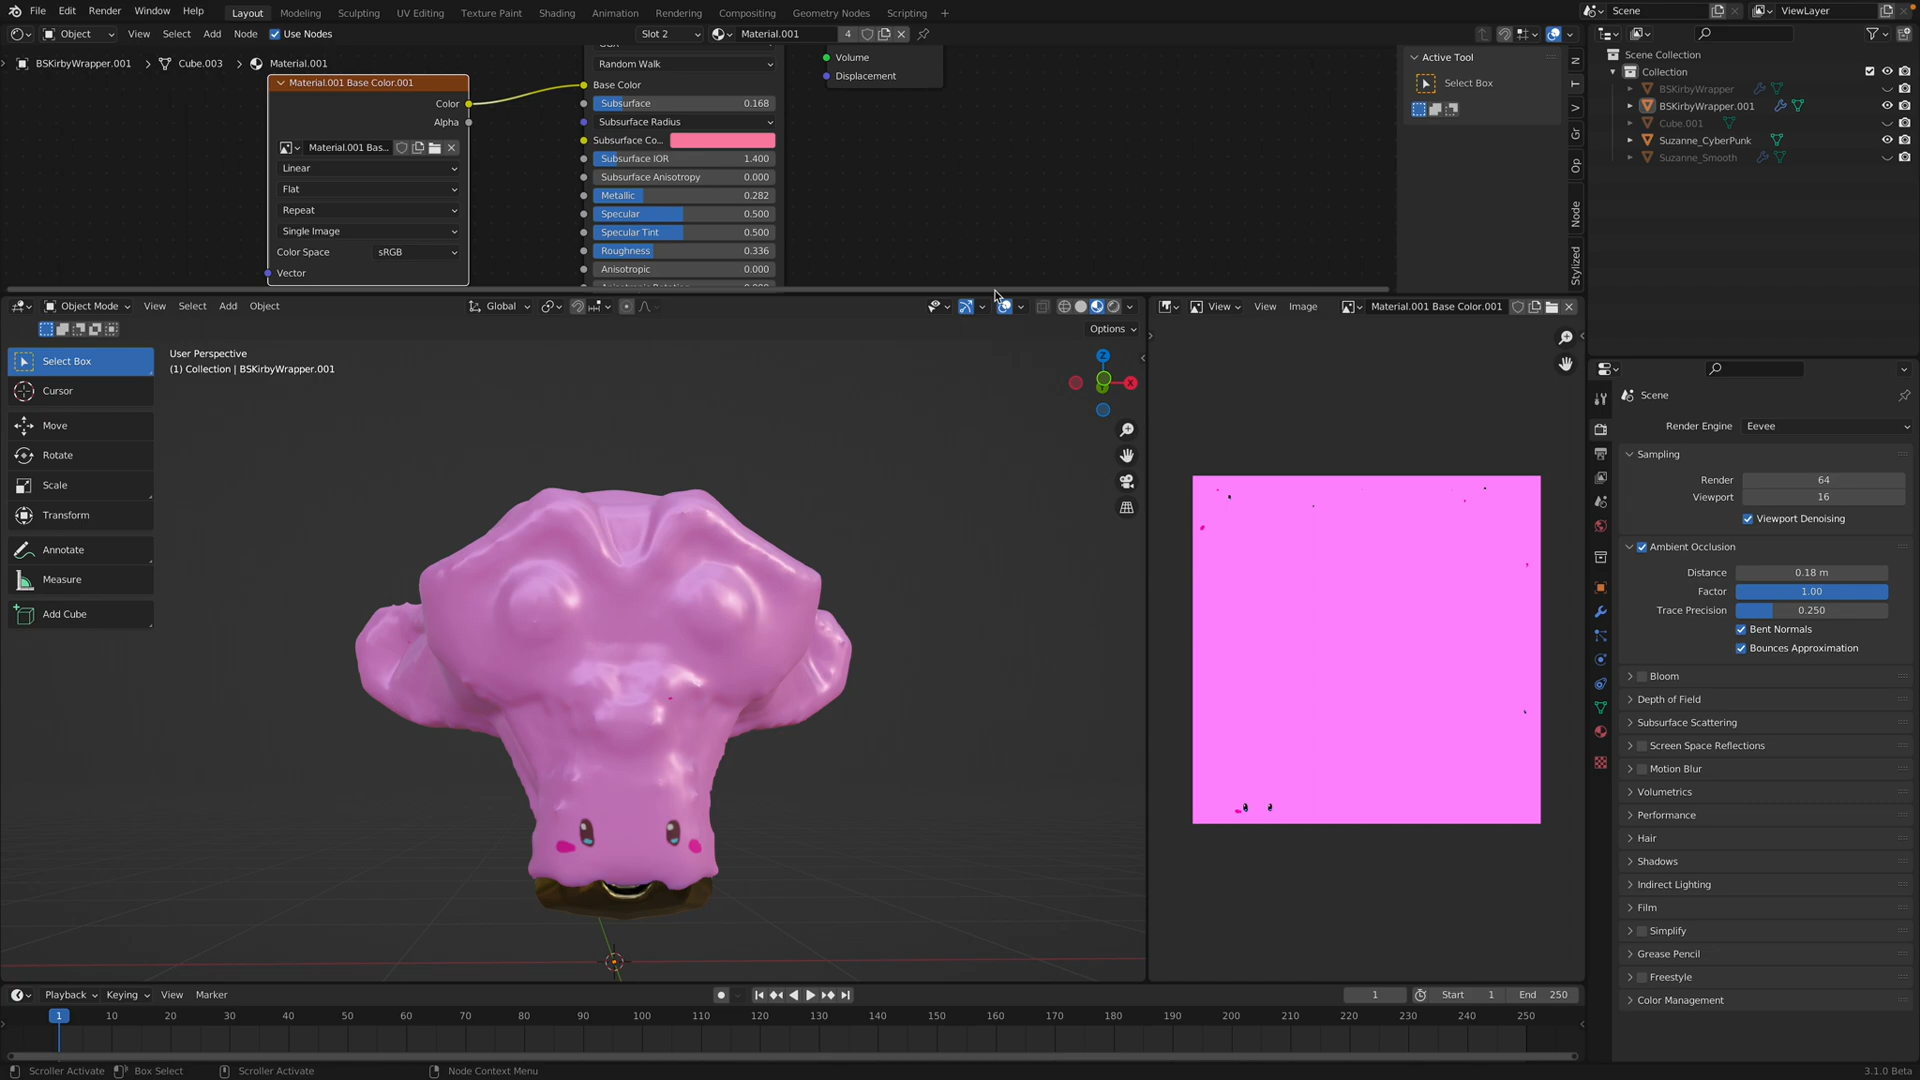 File Edit Render Window Help Layout Modeling Sculpting UV Editing Texture Paint Shading Animation Rendering Compositing Geometry Nodes Scripting + Scene ViewLayer
Object View Select Add Node Use Nodes Slot 2 Material.001 4
BSKirbyWrapper.001 Cube.003 Material.001
Material.001 Base Color.001
Color
Alpha
Material.001 Bas...
Linear
Flat
Repeat
Single Image
Color Space sRGB
Vector
Random Walk
Base Color
Subsurface 0.168
Subsurface Radius
Subsurface Co...
Subsurface IOR 1.400
Subsurface Anisotropy 0.000
Metallic 0.282
Specular 0.500
Specular Tint 0.500
Roughness 0.336
Anisotropic 0.000
Volume
Displacement
Active Tool
Select Box
N
T
V
Gr
Op
Node
Stylized
Scene Collection
Collection
BSKirbyWrapper
BSKirbyWrapper.001
Cube.001
Suzanne_CyberPunk
Suzanne_Smooth
Object Mode View Select Add Object Global
Options
Select Box
Cursor
Move
Rotate
Scale
Transform
Annotate
Measure
Add Cube
User Perspective
(1) Collection | BSKirbyWrapper.001
Z
X
Y
View View Image Material.001 Base Color.001
Scene
Render Engine Eevee
Sampling
Render 64
Viewport 16
Viewport Denoising
Ambient Occlusion
Distance 0.18 m
Factor 1.00
Trace Precision 0.250
Bent Normals
Bounces Approximation
Bloom
Depth of Field
Subsurface Scattering
Screen Space Reflections
Motion Blur
Volumetrics
Performance
Hair
Shadows
Indirect Lighting
Film
Simplify
Grease Pencil
Freestyle
Color Management
Playback Keying View Marker 1 Start 1 End 250
1 10 20 30 40 50 60 70 80 90 100 110 120 130 140 150 160 170 180 190 200 210 220 230 240 250
Scroller Activate Box Select Scroller Activate Node Context Menu 3.1.0 Beta